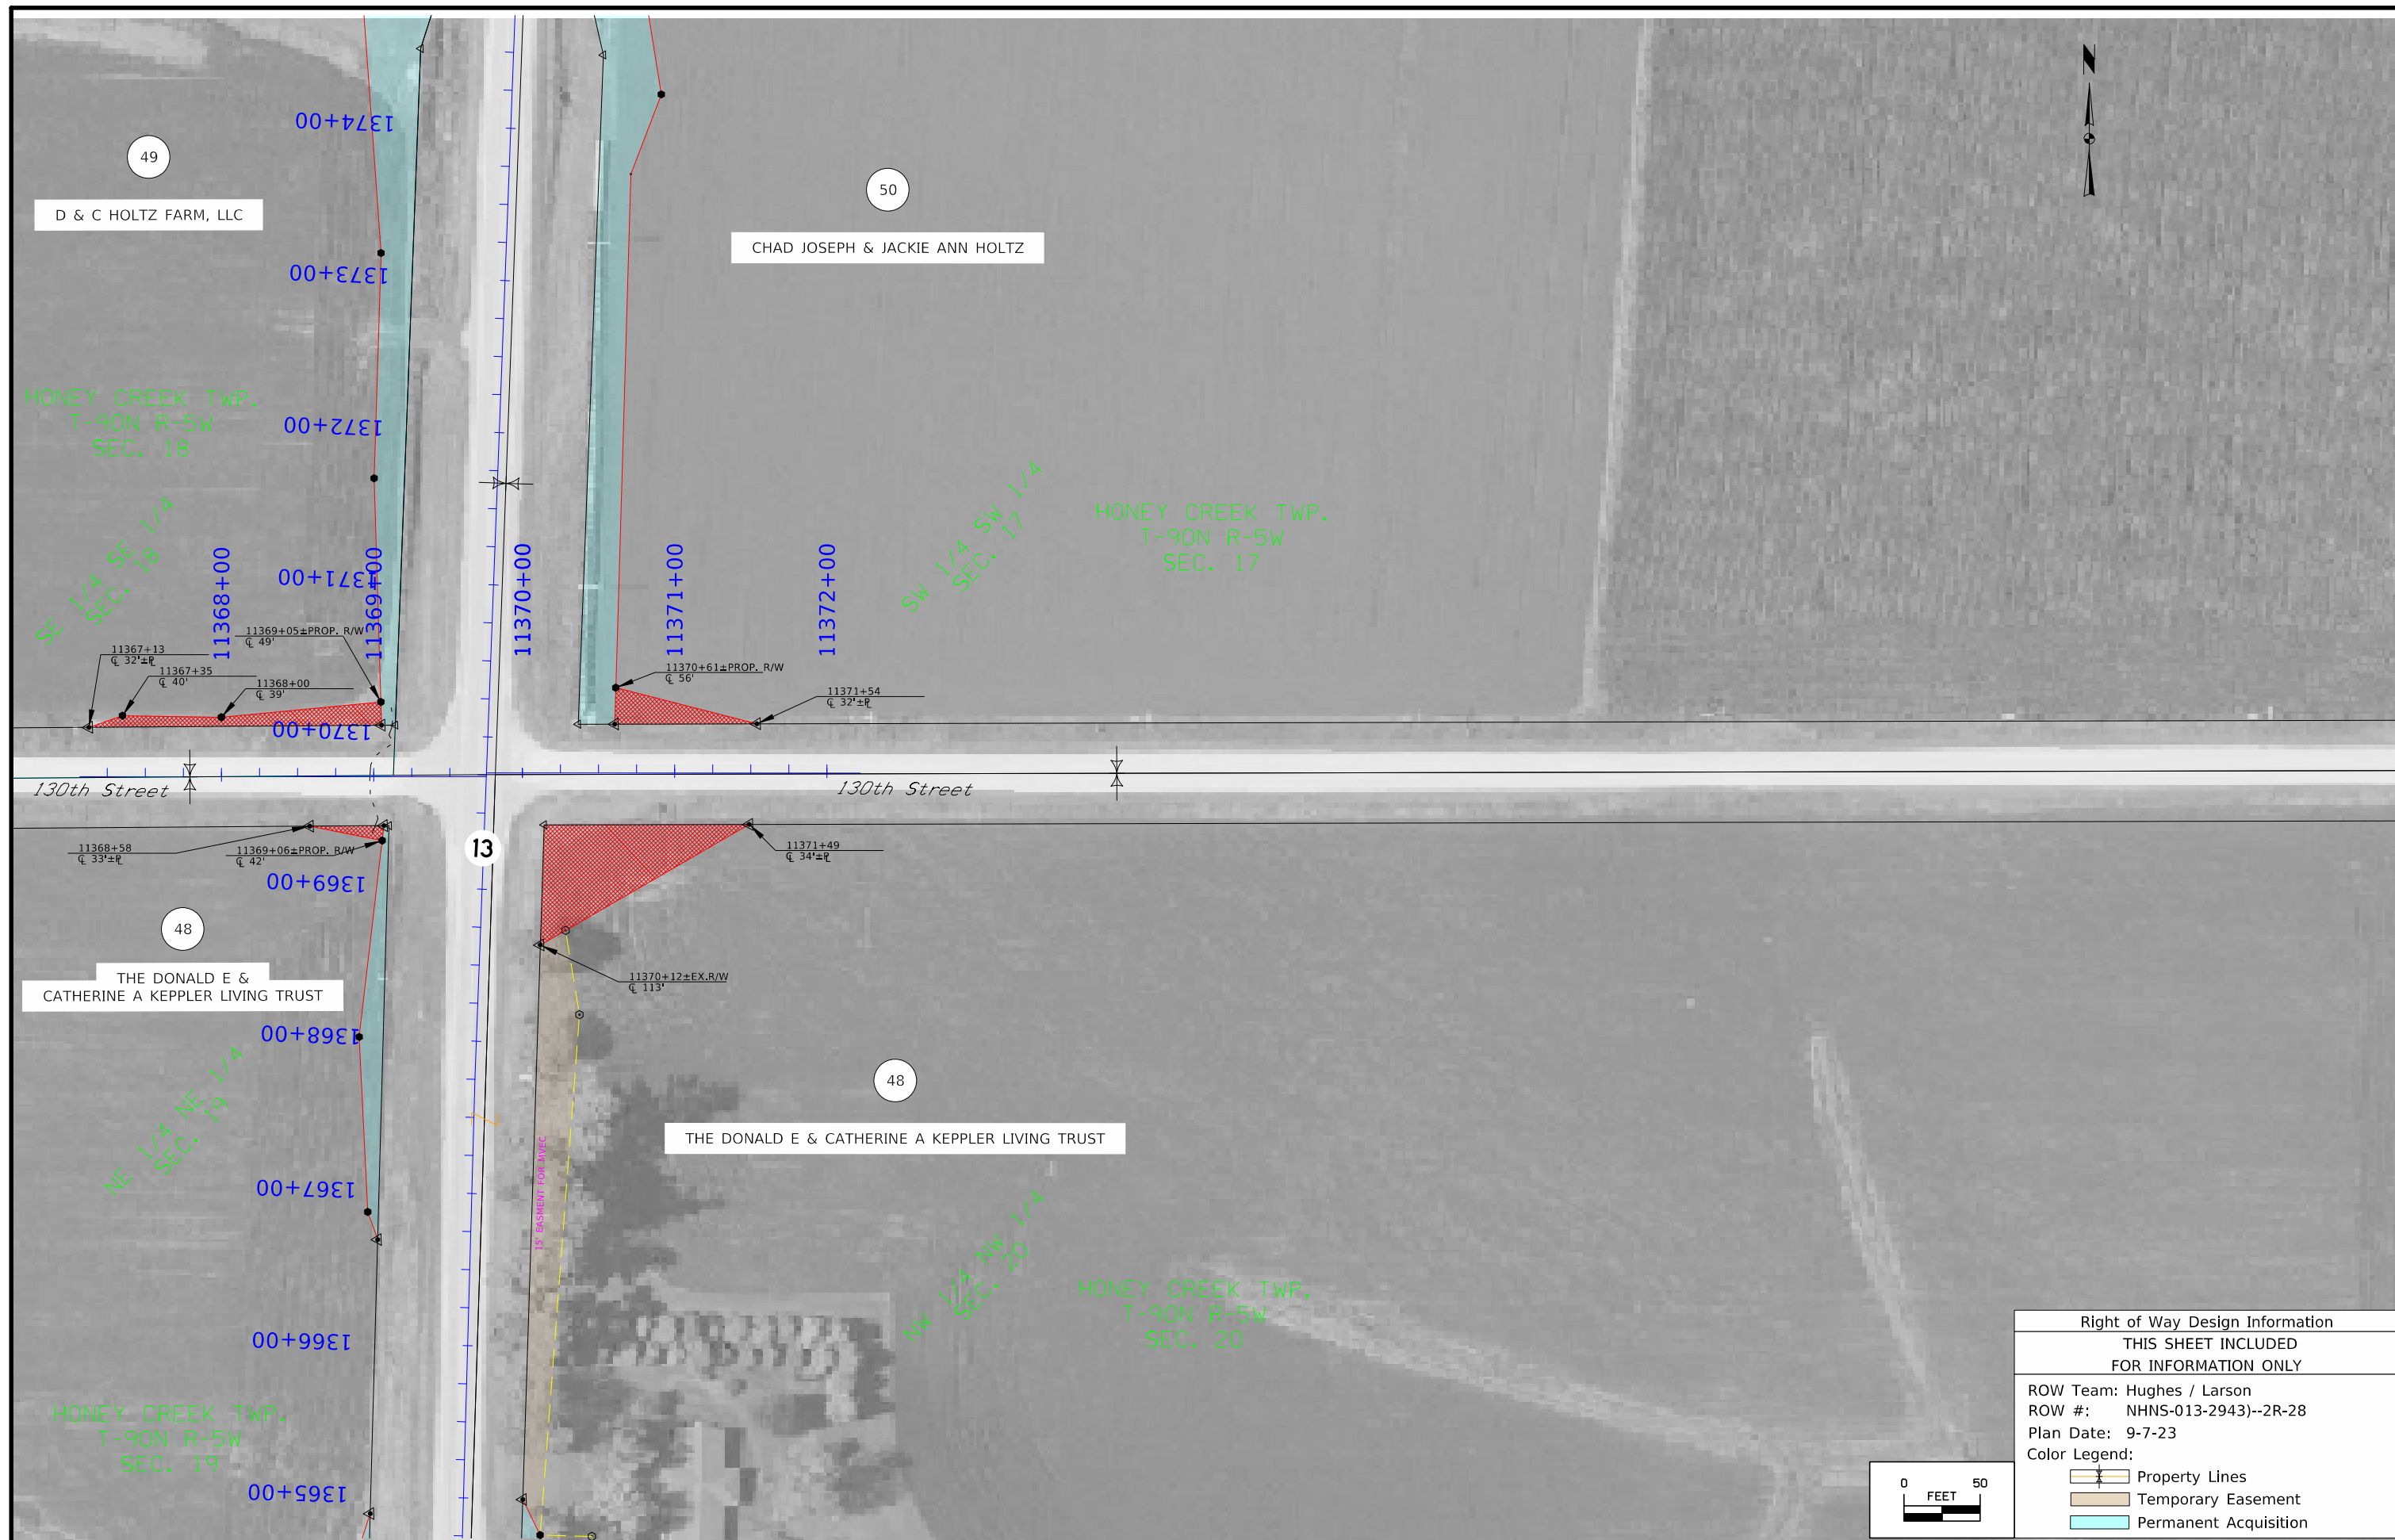 N
1374+00
49
50
D & C HOLTZ FARM, LLC
CHAD JOSEPH & JACKIE ANN HOLTZ
1373+00
HONEY CREEK TWP.
T-90N R-5W
SEC. 18
1372+00
SE 1/4 SE 1/4
SEC. 18
SW 1/4 SW 1/4
SEC. 17
HONEY CREEK TWP.
T-90N R-5W
SEC. 17
1371+00
11368+00
11369+00
11370+00
11371+00
11372+00
11369+05±PROP. R/W
℄ 49'
11367+13
℄ 32'±PL
11367+35
℄ 40'
11368+00
℄ 39'
11370+61±PROP. R/W
℄ 56'
11371+54
℄ 32'±PL
1370+00
130th Street
130th Street
11368+58
℄ 33'±PL
11369+06±PROP. R/W
℄ 42'
13
11371+49
℄ 34'±PL
1369+00
48
THE DONALD E &
CATHERINE A KEPPLER LIVING TRUST
11370+12±EX.R/W
℄ 113'
1368+00
NE 1/4 NE 1/4
SEC. 19
48
THE DONALD E & CATHERINE A KEPPLER LIVING TRUST
1367+00
15' EASMENT FOR MVEC
NW 1/4 NW 1/4
SEC. 20
HONEY CREEK TWP.
T-90N R-5W
SEC. 20
1366+00
HONEY CREEK TWP.
T-90N R-5W
SEC. 19
1365+00
0 50
FEET
Right of Way Design Information
THIS SHEET INCLUDED
FOR INFORMATION ONLY
ROW Team: Hughes / Larson
ROW #: NHNS-013-2943)--2R-28
Plan Date: 9-7-23
Color Legend:
Property Lines
Temporary Easement
Permanent Acquisition